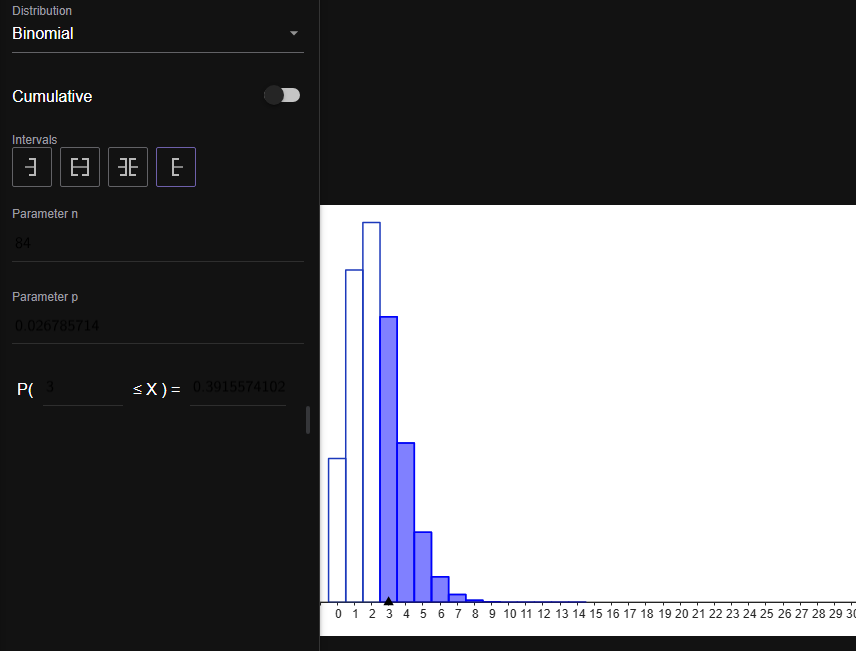 Distribution
Binomial
Cumulative
Intervals
Parameter n
84
Parameter p
0.026785714
P( 3 ≤ X ) = 0.3915574102
0 1 2 3 4 5 6 7 8 9 10 11 12 13 14 15 16 17 18 19 20 21 22 23 24 25 26 27 28 29 30